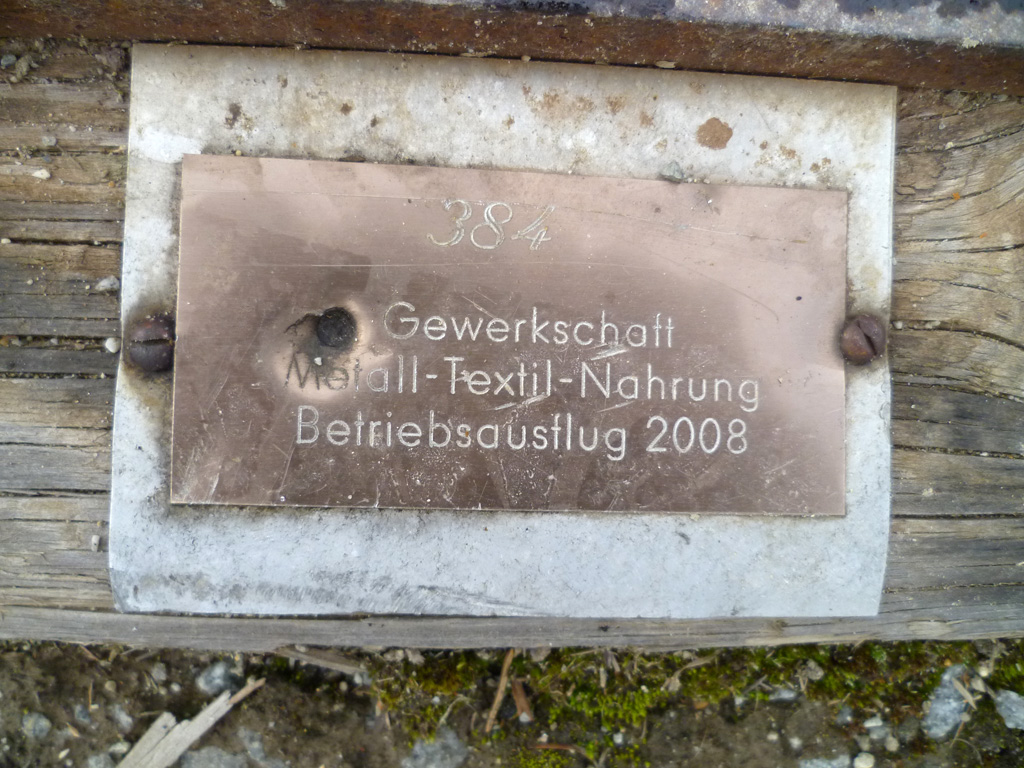 384
Gewerkschaft
Metall-Textil-Nahrung
Betriebsausflug 2008